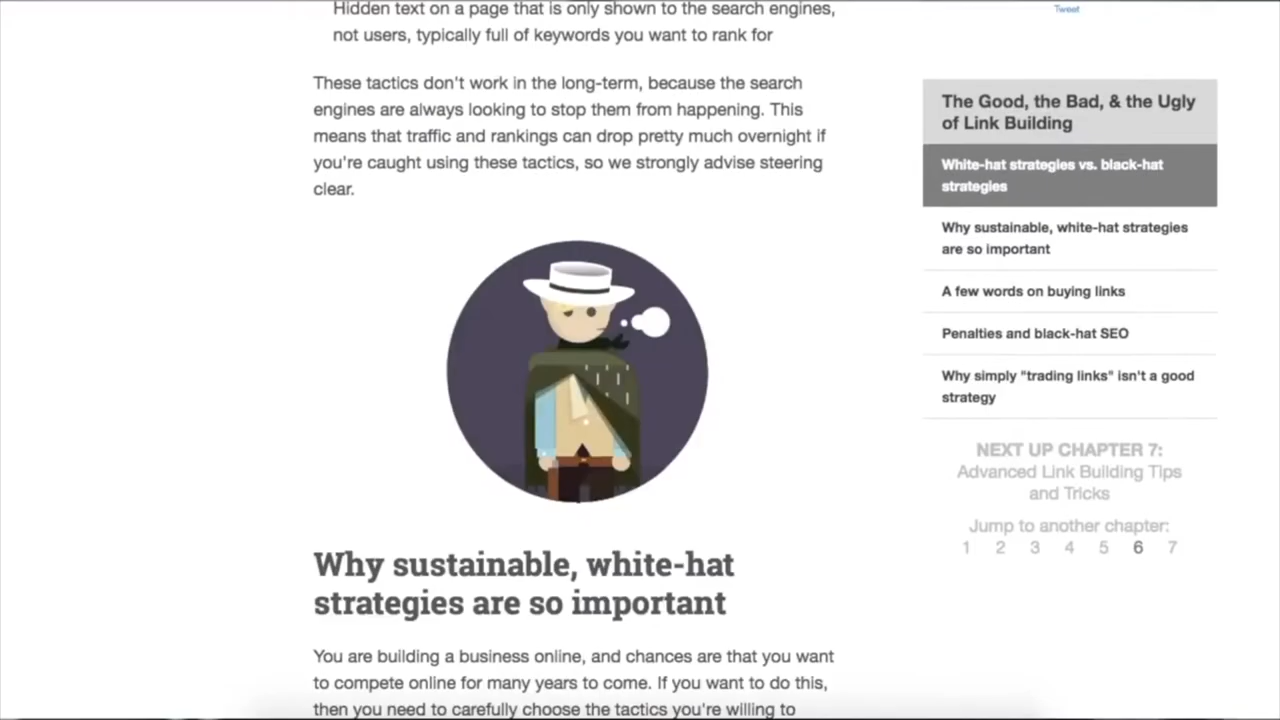 Hidden text on a page that is only shown to the search engines,
not users, typically full of keywords you want to rank for
These tactics don't work in the long-term, because the search
engines are always looking to stop them from happening. This
means that traffic and rankings can drop pretty much overnight if
you're caught using these tactics, so we strongly advise steering
clear.
Why sustainable, white-hat
strategies are so important
You are building a business online, and chances are that you want
to compete online for many years to come. If you want to do this,
then you need to carefully choose the tactics you're willing to
Tweet
The Good, the Bad, & the Ugly
of Link Building
White-hat strategies vs. black-hat
strategies
Why sustainable, white-hat strategies
are so important
A few words on buying links
Penalties and black-hat SEO
Why simply "trading links" isn't a good
strategy
NEXT UP CHAPTER 7:
Advanced Link Building Tips
and Tricks
Jump to another chapter:
1 2 3 4 5 6 7